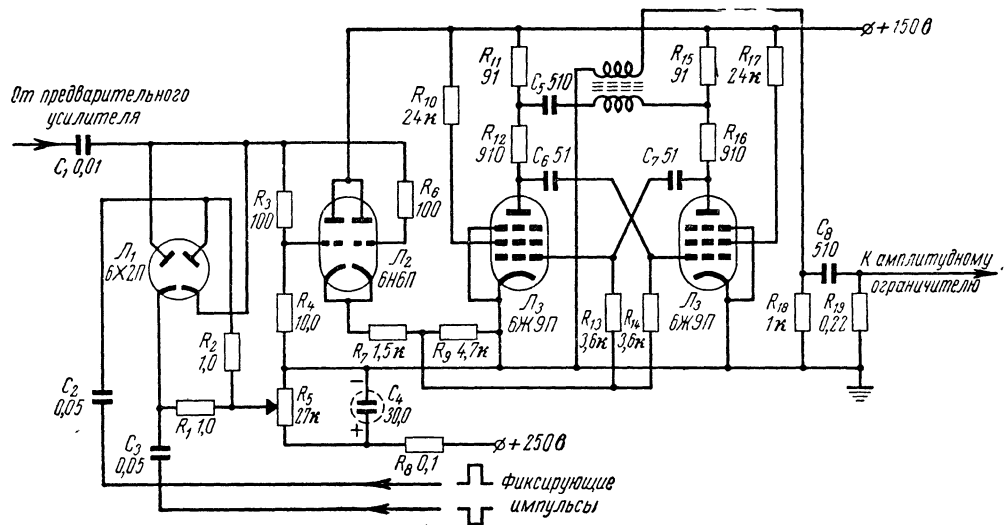 ⌀ + 150 в
От предварительного
усилителя
C₁ 0,01
R₁₁
91
C₅ 510
R₁₅
91
R₁₇
24к
R₁₀
24к
R₁₂
910
R₁₆
910
C₆ 51
C₇ 51
R₃
100
R₆
100
Л₁
6Х2П
Л₂
6Н6П
Л₃
6Ж9П
Л₃
6Ж9П
C₈
510
К амплитудному
ограничителю
R₄
10,0
R₂
1,0
R₇ 1,5к
R₉ 4,7к
R₁₃
3,6к
R₁₄
3,6к
R₁₈
1к
R₁₉
0,22
C₂
0,05
R₁ 1,0
R₅
27к
–
+
C₄
30,0
C₃
0,05
R₈ 0,1
⌀ + 250 в
Фиксирующие
импульсы